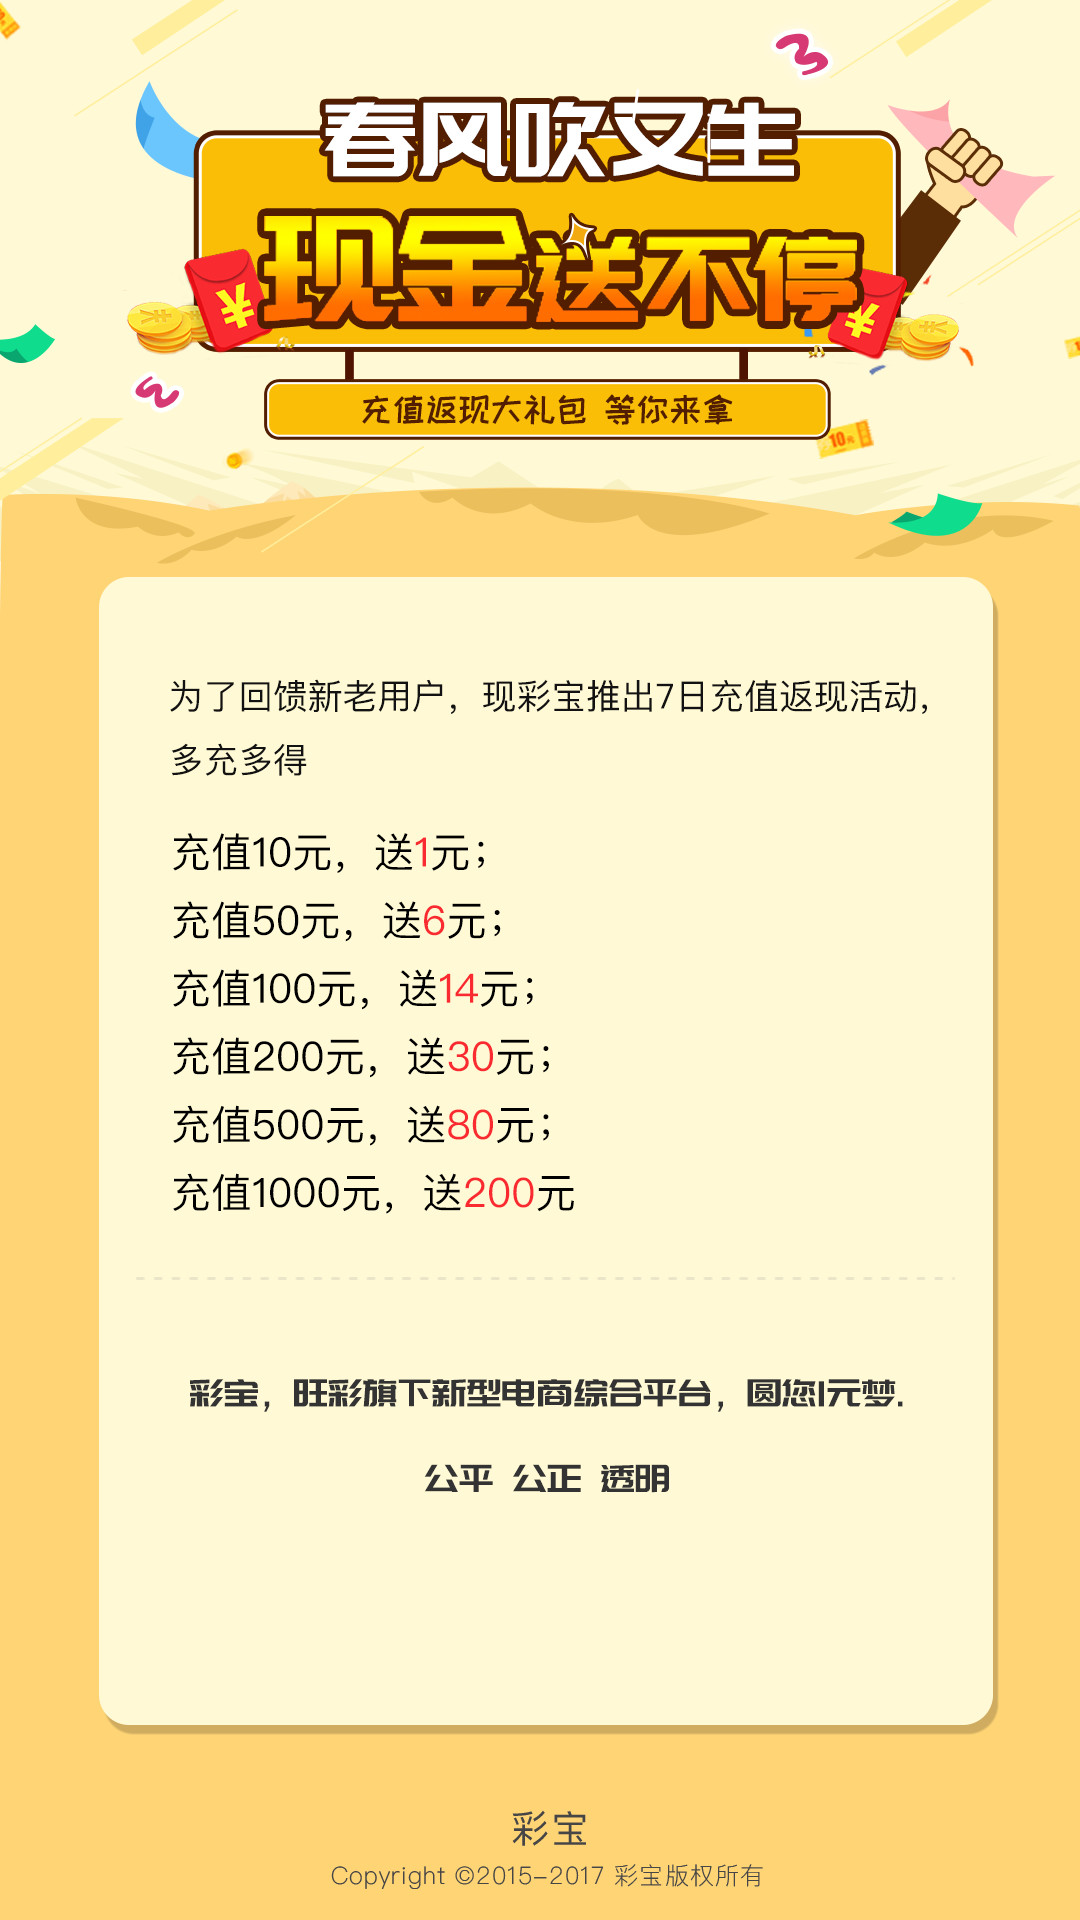 春风吹又生
现金送不停
充值返现大礼包 等你来拿
10元
为了回馈新老用户，现彩宝推出7日充值返现活动，
多充多得
充值10元，送1元；
充值50元，送6元；
充值100元，送14元；
充值200元，送30元；
充值500元，送80元；
充值1000元，送200元
彩宝，旺彩旗下新型电商综合平台，圆您1元梦.
公平 公正 透明
彩宝
Copyright ©2015-2017 彩宝版权所有